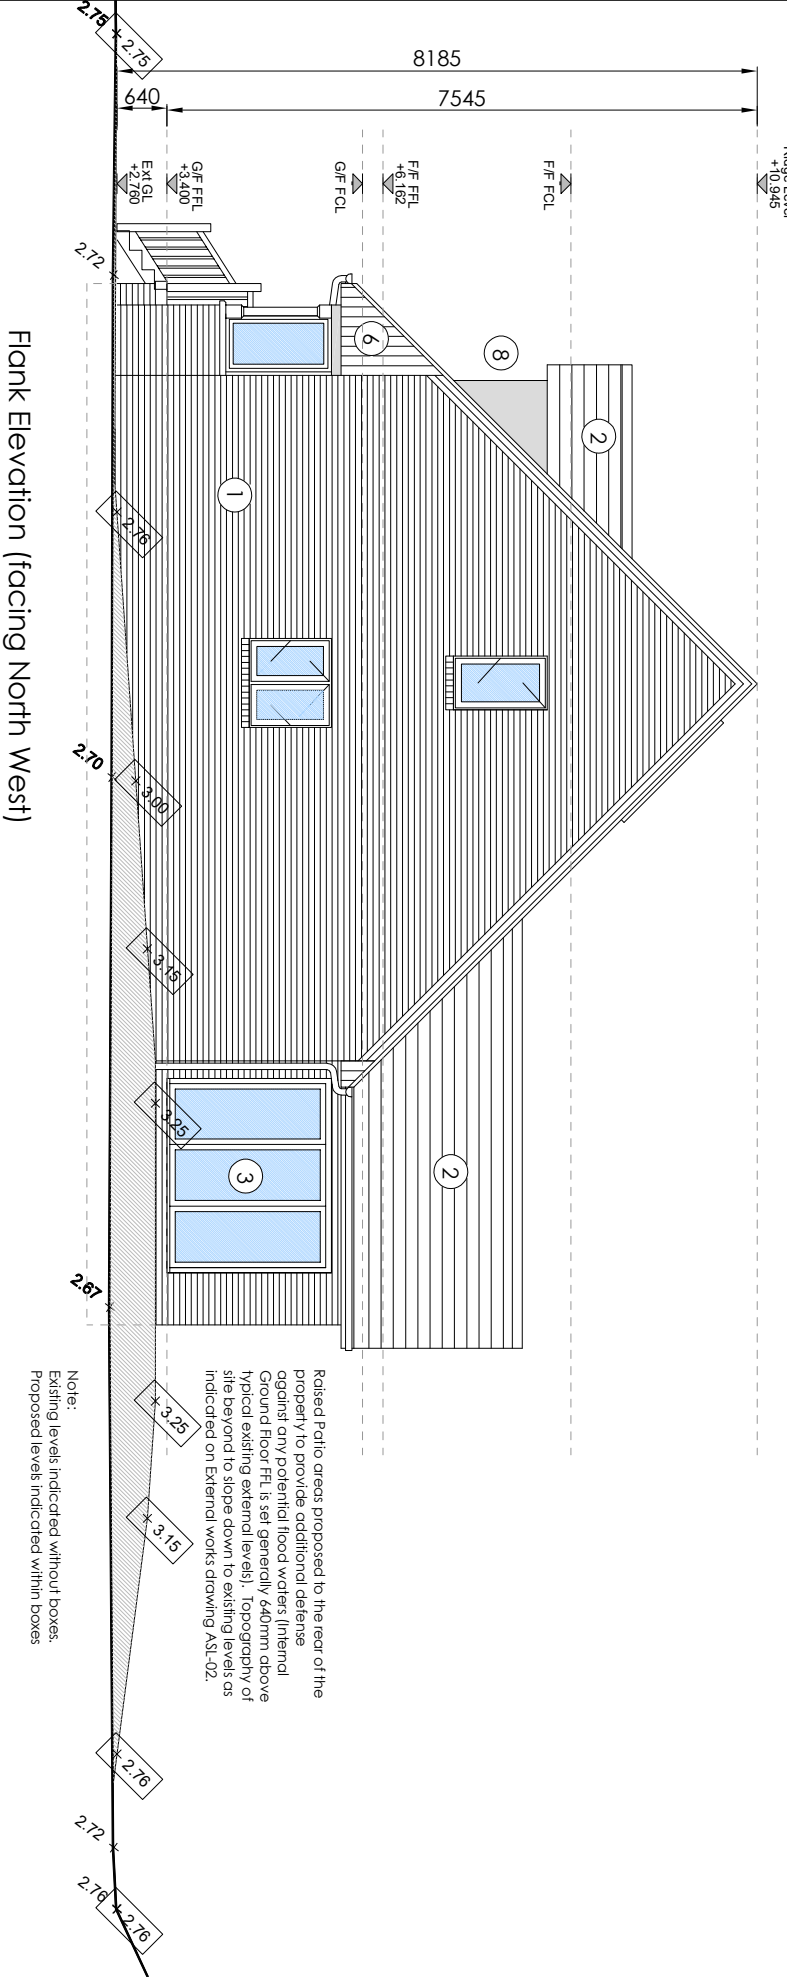 8185
7545
640
Ridge Level
+10.945
F/F FCL
F/F FFL
+6.162
G/F FCL
G/F FFL
+3.400
Ext GL
+2.760
2
8
6
1
2
3
2.75
2.75
2.72
2.76
2.70
3.00
3.15
3.25
2.67
3.25
3.15
2.76
2.72
2.76
2.76
Raised Patio areas proposed to the rear of the
property to provide additional defense
against any potential flood waters (Internal
Ground Floor FFL is set generally 640mm above
typical existing external levels). Topography of
site beyond to slope down to existing levels as
indicated on External works drawing ASL-02.
Note:
Existing levels indicated without boxes.
Proposed levels indicated within boxes
Flank Elevation (facing North West)